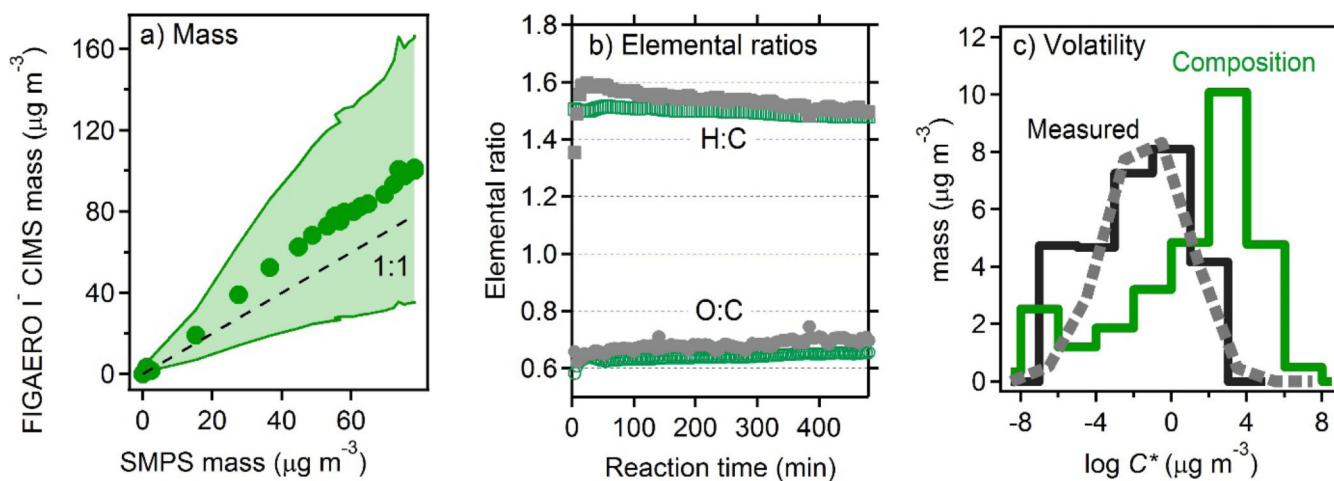 a) Mass
FIGAERO I⁻ CIMS mass (µg m⁻³)
160
120
80
40
0
1:1
0
20
40
60
SMPS mass (µg m⁻³)
b) Elemental ratios
Elemental ratio
1.8
1.6
1.4
1.2
1.0
0.8
0.6
H:C
O:C
0
100
200
300
400
Reaction time (min)
c) Volatility
Composition
Measured
mass (µg m⁻³)
12
10
8
6
4
2
0
-8
-4
0
4
8
log C* (µg m⁻³)